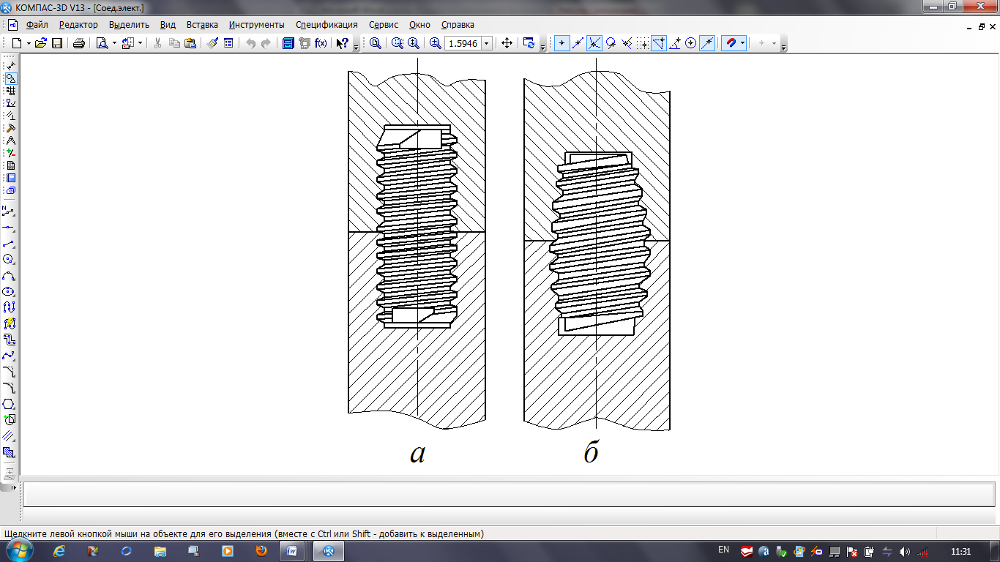 КОМПАС-3D V13 - [Соед.элект.]
Файл Редактор Выделить Вид Вставка Инструменты Спецификация Сервис Окно Справка
f(x) 1.5946
а б
Щелкните левой кнопкой мыши на объекте для его выделения (вместе с Ctrl или Shift - добавить к выделенным)
EN 11:31